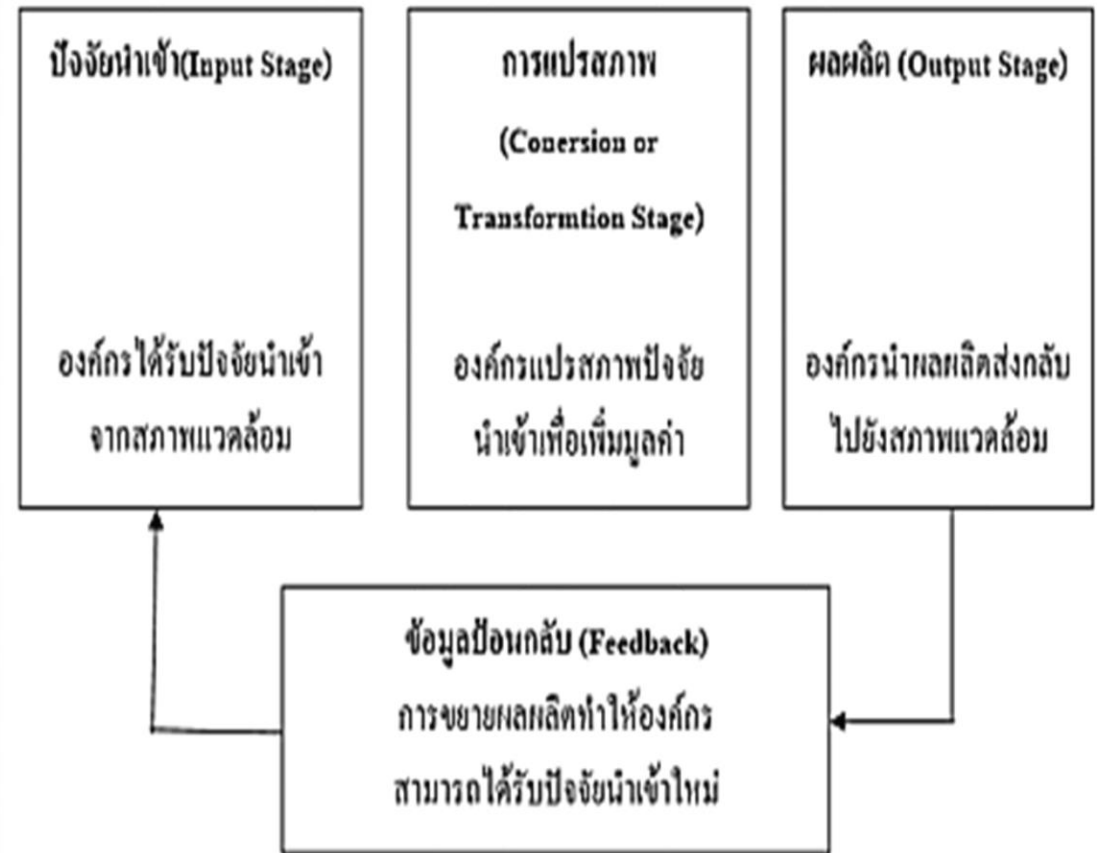 ปัจจัยนำเข้า(Input Stage)
องค์กรได้รับปัจจัยนำเข้า
จากสภาพแวดล้อม
การแปรสภาพ
(Conersion or
Transformtion Stage)
องค์กรแปรสภาพปัจจัย
นำเข้าเพื่อเพิ่มมูลค่า
ผลผลิต (Output Stage)
องค์กรนำผลผลิตส่งกลับ
ไปยังสภาพแวดล้อม
ข้อมูลป้อนกลับ (Feedback)
การขยายผลผลิตทำให้องค์กร
สามารถได้รับปัจจัยนำเข้าใหม่